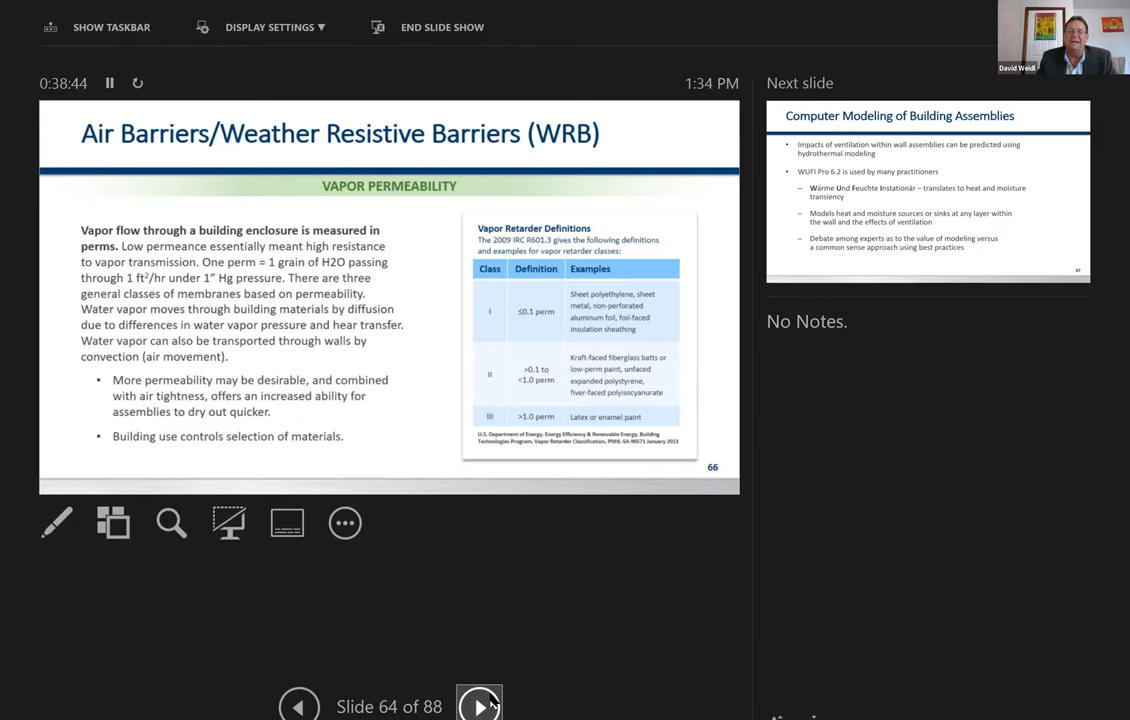 SHOW TASKBAR
DISPLAY SETTINGS ▼
END SLIDE SHOW
David Weidl
0:38:44
1:34 PM
Next slide
Air Barriers/Weather Resistive Barriers (WRB)
VAPOR PERMEABILITY
Vapor flow through a building enclosure is measured in
perms. Low permeance essentially meant high resistance
to vapor transmission. One perm = 1 grain of H2O passing
through 1 ft²/hr under 1" Hg pressure. There are three
general classes of membranes based on permeability.
Water vapor moves through building materials by diffusion
due to differences in water vapor pressure and hear transfer.
Water vapor can also be transported through walls by
convection (air movement).
• More permeability may be desirable, and combined
with air tightness, offers an increased ability for
assemblies to dry out quicker.
• Building use controls selection of materials.
Vapor Retarder Definitions
The 2009 IRC R601.3 gives the following definitions
and examples for vapor retarder classes:
Class Definition Examples
I ≤0.1 perm Sheet polyethylene, sheet
metal, non-perforated
aluminum foil, foil-faced
insulation sheathing
II >0.1 to
<1.0 perm
Kraft-faced fiberglass batts or
low-perm paint, unfaced
expanded polystyrene,
fiver-faced polyisocyanurate
III >1.0 perm Latex or enamel paint
U.S. Department of Energy, Energy Efficiency & Renewable Energy, Building
Technologies Program, Vapor Retarder Classification, PNNL-SA-90571 January 2013
66
Computer Modeling of Building Assemblies
• Impacts of ventilation within wall assemblies can be predicted using
hydrothermal modeling
• WUFI Pro 6.2 is used by many practitioners
– Wärme Und Feuchte Instationär – translates to heat and moisture
transiency
– Models heat and moisture sources or sinks at any layer within
the wall and the effects of ventilation
– Debate among experts as to the value of modeling versus
a common sense approach using best practices
67
No Notes.
Slide 64 of 88